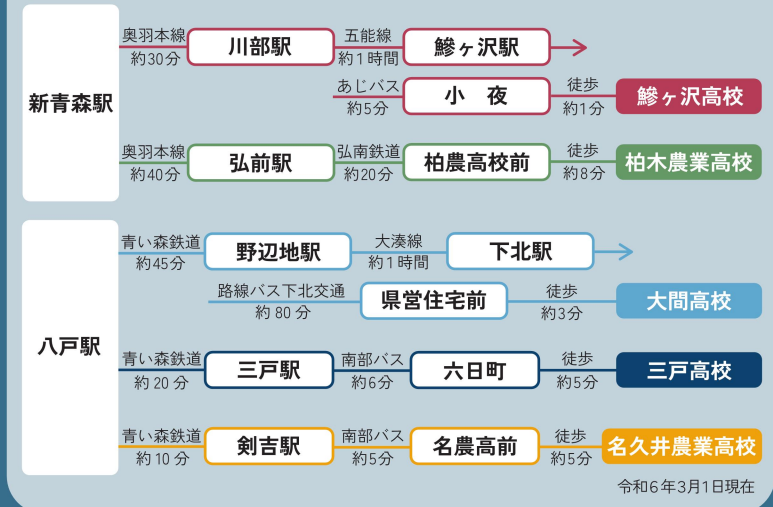 新青森駅
奥羽本線
約30分
川部駅
五能線
約1時間
鰺ヶ沢駅
あじバス
約5分
小 夜
徒歩
約1分
鰺ヶ沢高校
奥羽本線
約40分
弘前駅
弘南鉄道
約20分
柏農高校前
徒歩
約8分
柏木農業高校
八戸駅
青い森鉄道
約45分
野辺地駅
大湊線
約1時間
下北駅
路線バス下北交通
約80分
県営住宅前
徒歩
約3分
大間高校
青い森鉄道
約20分
三戸駅
南部バス
約6分
六日町
徒歩
約5分
三戸高校
青い森鉄道
約10分
剣吉駅
南部バス
約5分
名農高前
徒歩
約5分
名久井農業高校
令和6年3月1日現在